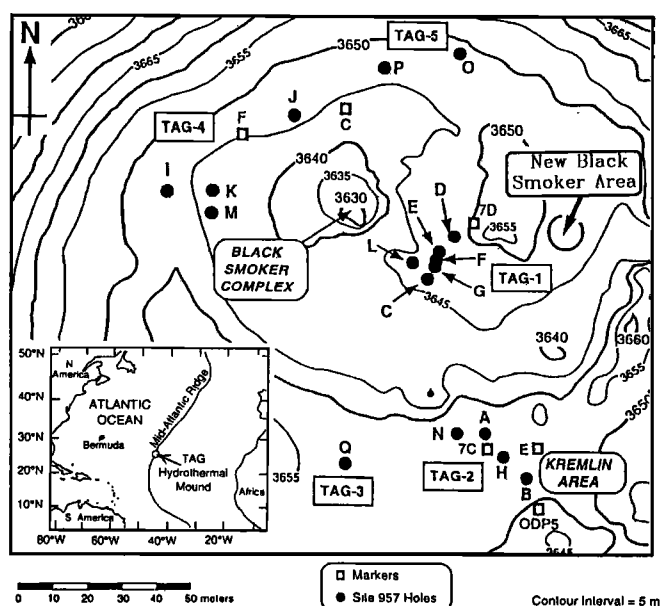 N
3665
3660
3655
3650
TAG-5
P
O
3665
3660
J
C
F
TAG-4
3640
3635
3630
I
K
M
3650
New Black
Smoker Area
7D
3655
D
E
F
G
L
C
TAG-1
3645
BLACK
SMOKER
COMPLEX
3640
3660
3655
3650
50°N
40°N
30°N
20°N
10°N
N
America
ATLANTIC
OCEAN
Bermuda
Mid-Atlantic Ridge
TAG
Hydrothermal
Mound
Africa
S America
80°W
60°W
40°W
20°W
3655
Q
TAG-3
N
A
7C
H
E
TAG-2
B
KREMLIN
AREA
ODP5
3645
0 10 20 30 40 50 meters
Markers
Site 957 Holes
Contour Interval = 5 m